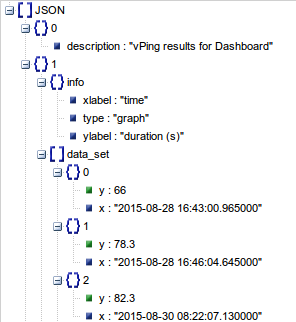 JSON
0
description : "vPing results for Dashboard"
1
info
xlabel : "time"
type : "graph"
ylabel : "duration (s)"
data_set
0
y : 66
x : "2015-08-28 16:43:00.965000"
1
y : 78.3
x : "2015-08-28 16:46:04.645000"
2
y : 82.3
x : "2015-08-30 08:22:07.130000"